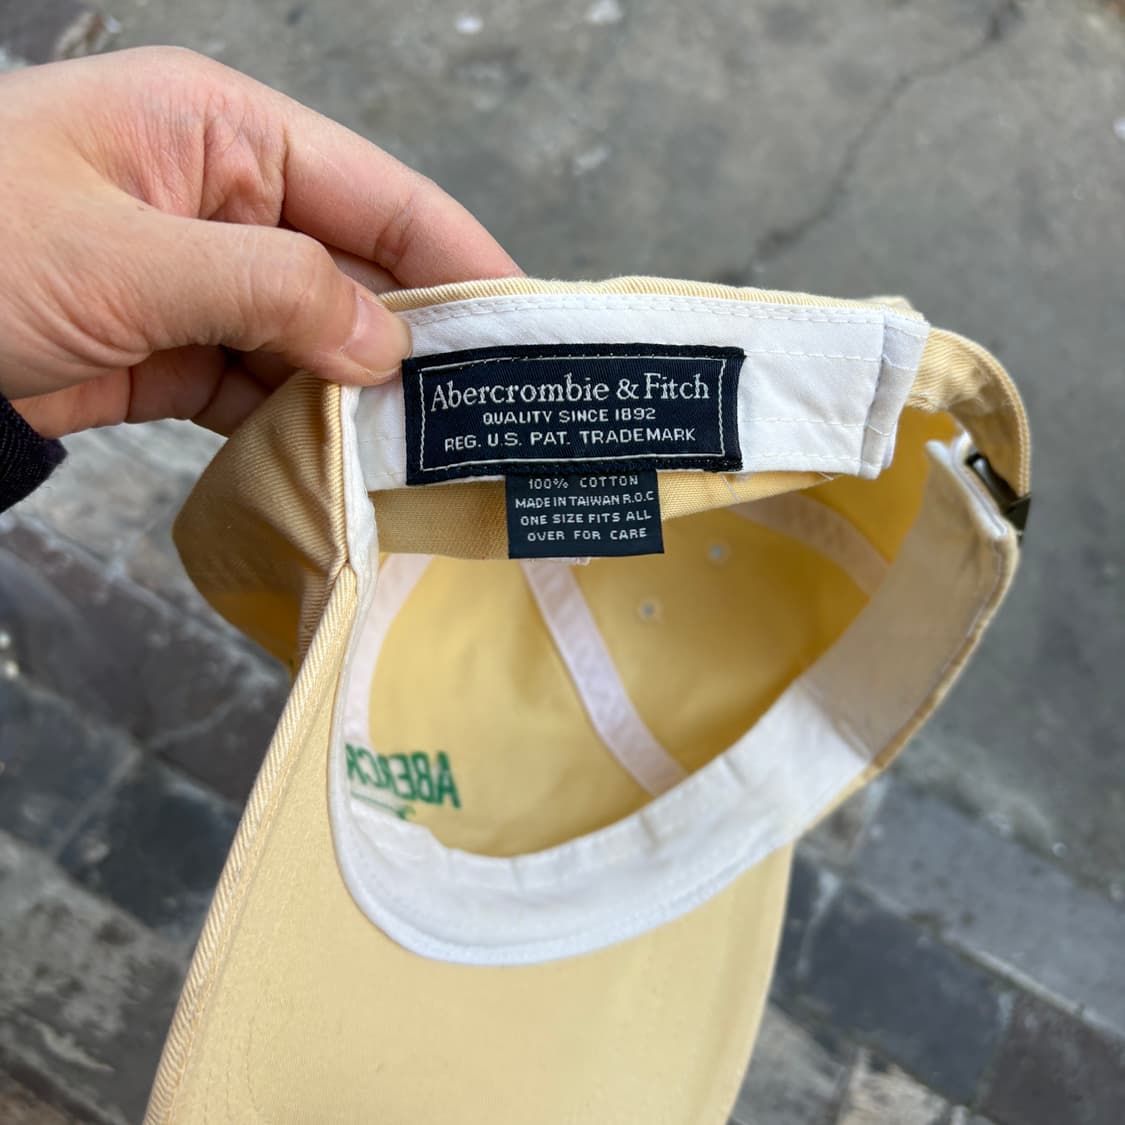 Abercrombie & Fitch
QUALITY SINCE 1892
REG. U.S. PAT. TRADEMARK
100% COTTON
MADE IN TAIWAN R.O.C
ONE SIZE FITS ALL
OVER FOR CARE